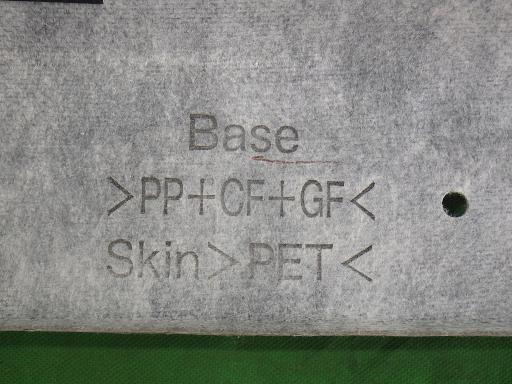 Base
>PP+CF+GF<
Skin>PET<